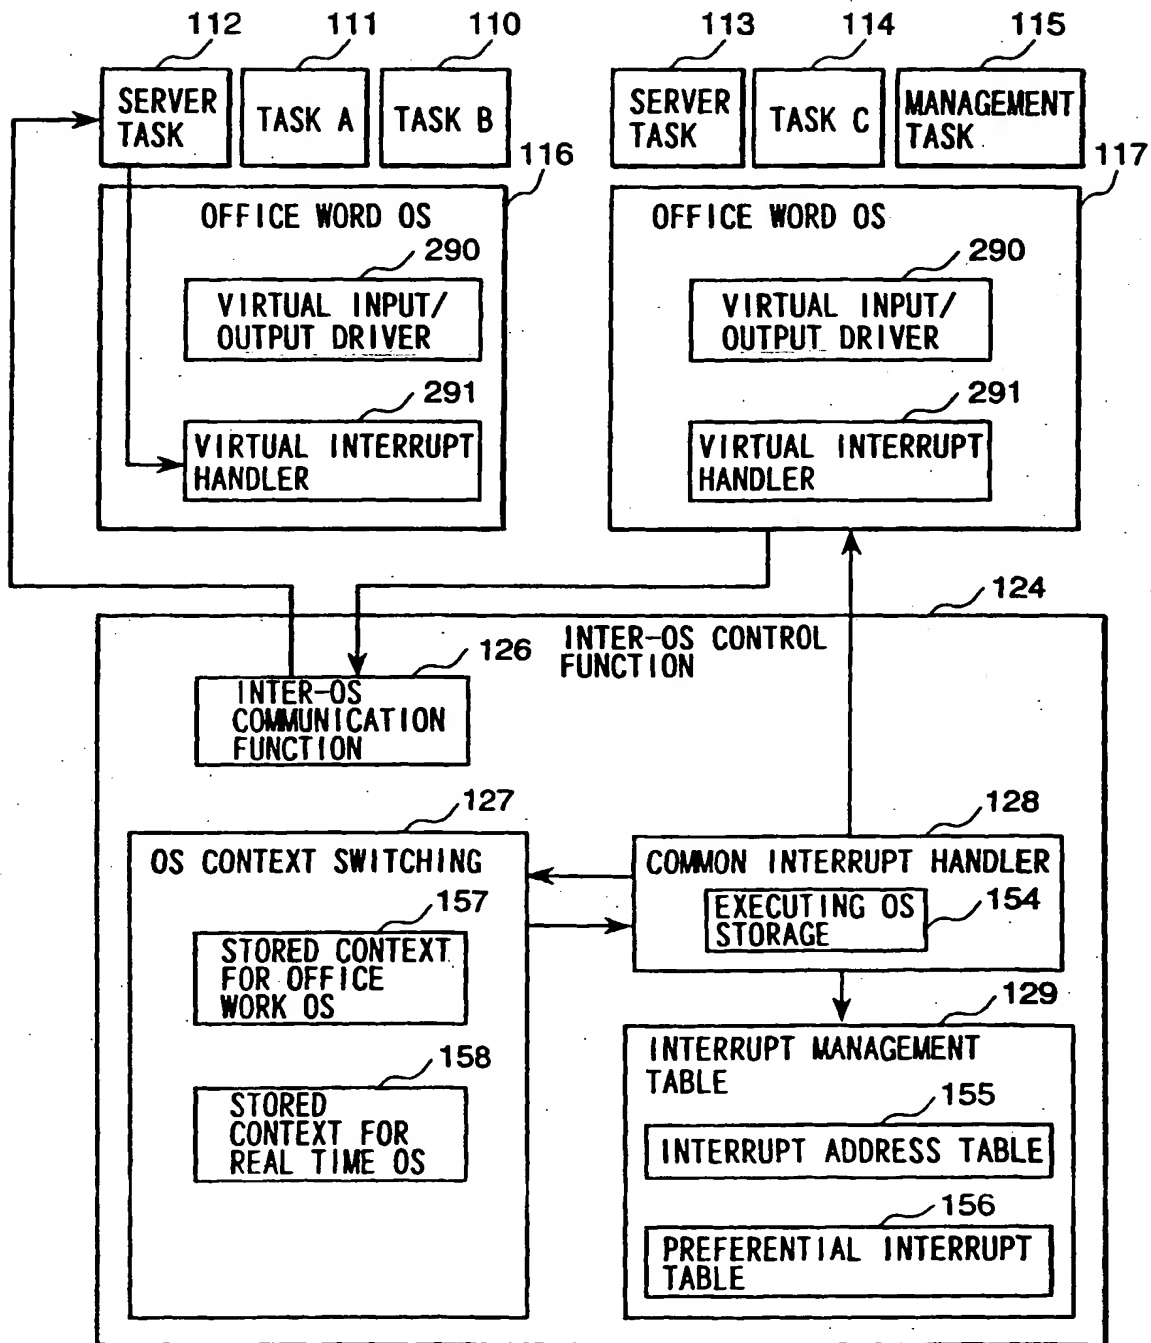 112 111 110 113 114 115
SERVER
TASK
TASK A
TASK B
SERVER
TASK
TASK C
MANAGEMENT
TASK
116 117
OFFICE WORD OS
290
VIRTUAL INPUT/
OUTPUT DRIVER
291
VIRTUAL INTERRUPT
HANDLER
OFFICE WORD OS
290
VIRTUAL INPUT/
OUTPUT DRIVER
291
VIRTUAL INTERRUPT
HANDLER
124
INTER-OS CONTROL
FUNCTION
126
INTER-OS
COMMUNICATION
FUNCTION
127
OS CONTEXT SWITCHING
157
STORED CONTEXT
FOR OFFICE
WORK OS
158
STORED
CONTEXT FOR
REAL TIME OS
128
COMMON INTERRUPT HANDLER
EXECUTING OS
STORAGE
154
129
INTERRUPT MANAGEMENT
TABLE
155
INTERRUPT ADDRESS TABLE
156
PREFERENTIAL INTERRUPT
TABLE